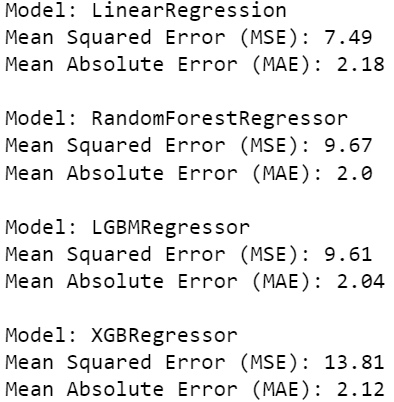 Model: LinearRegression
Mean Squared Error (MSE): 7.49
Mean Absolute Error (MAE): 2.18
Model: RandomForestRegressor
Mean Squared Error (MSE): 9.67
Mean Absolute Error (MAE): 2.0
Model: LGBMRegressor
Mean Squared Error (MSE): 9.61
Mean Absolute Error (MAE): 2.04
Model: XGBRegressor
Mean Squared Error (MSE): 13.81
Mean Absolute Error (MAE): 2.12